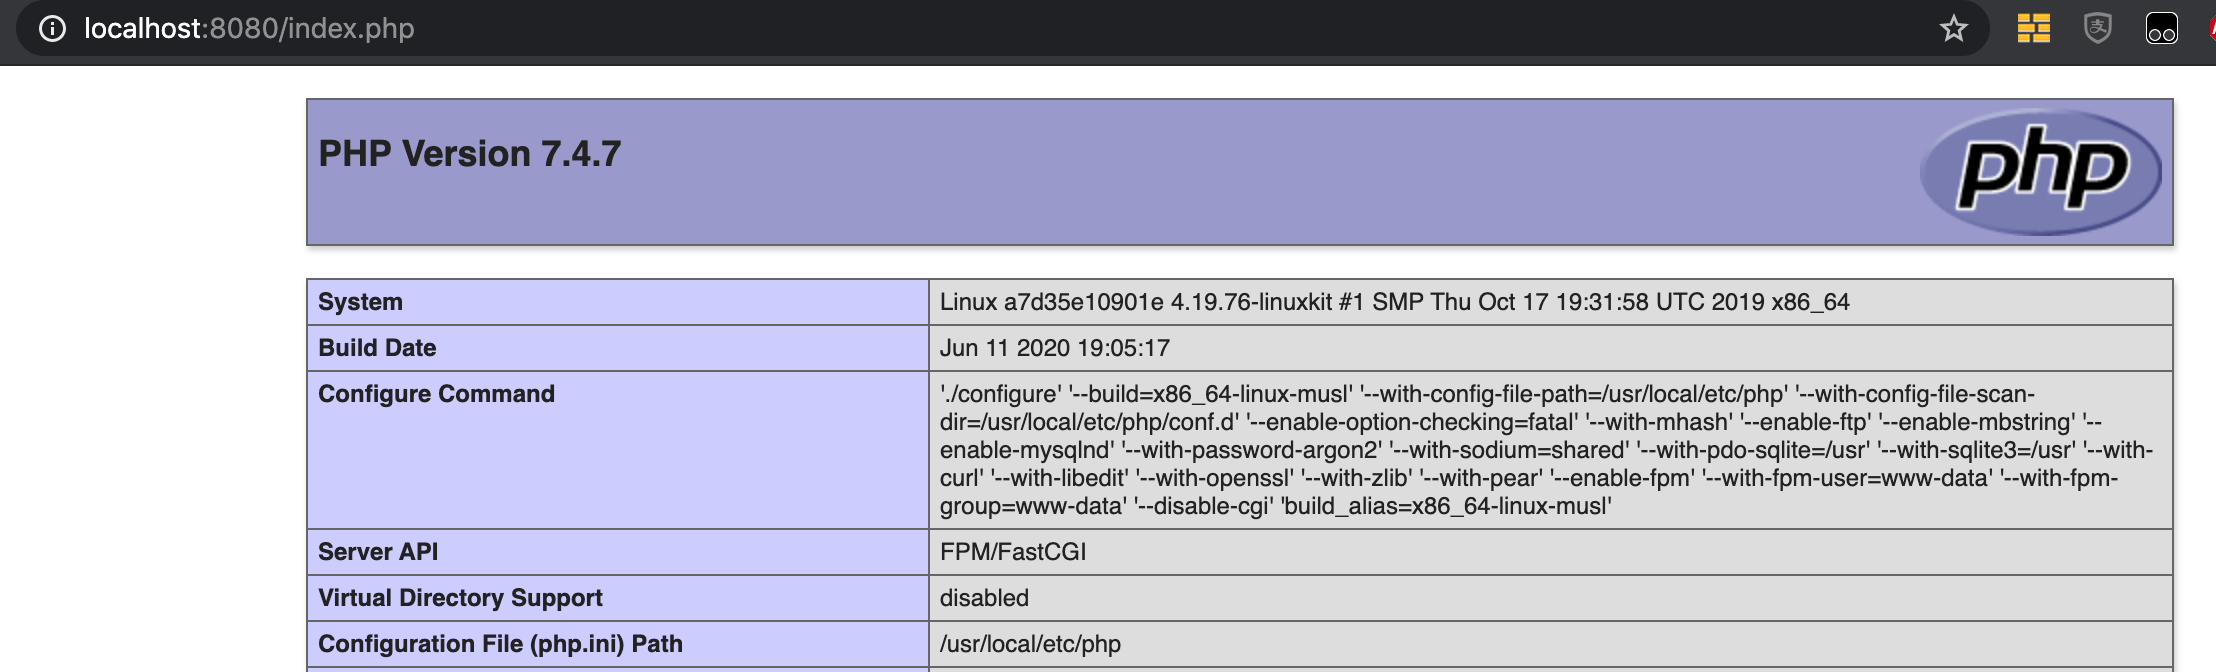 localhost:8080/index.php
PHP Version 7.4.7
php
System
Linux a7d35e10901e 4.19.76-linuxkit #1 SMP Thu Oct 17 19:31:58 UTC 2019 x86_64
Build Date
Jun 11 2020 19:05:17
Configure Command
'./configure' '--build=x86_64-linux-musl' '--with-config-file-path=/usr/local/etc/php' '--with-config-file-scan-
dir=/usr/local/etc/php/conf.d' '--enable-option-checking=fatal' '--with-mhash' '--enable-ftp' '--enable-mbstring' '--
enable-mysqlnd' '--with-password-argon2' '--with-sodium=shared' '--with-pdo-sqlite=/usr' '--with-sqlite3=/usr' '--with-
curl' '--with-libedit' '--with-openssl' '--with-zlib' '--with-pear' '--enable-fpm' '--with-fpm-user=www-data' '--with-fpm-
group=www-data' '--disable-cgi' 'build_alias=x86_64-linux-musl'
Server API
FPM/FastCGI
Virtual Directory Support
disabled
Configuration File (php.ini) Path
/usr/local/etc/php